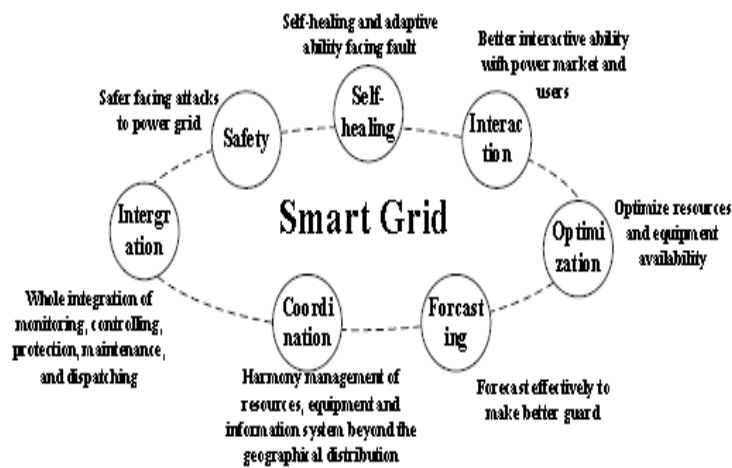 Self-healing and adaptive
ability facing fault
Better interactive ability
with power market and
users
Safer facing attacks
to power grid
Self-
healing
Safety
Interac
tion
Smart Grid
Intergr
ation
Optimi
zation
Optimize resources
and equipment
availability
Coordi
nation
Forcast
ing
Whole integration of
monitoring, controlling,
protection, maintenance,
and dispatching
Harmony management of
resources, equipment and
information system beyond the
geographical distribution
Forecast effectively to
make better guard